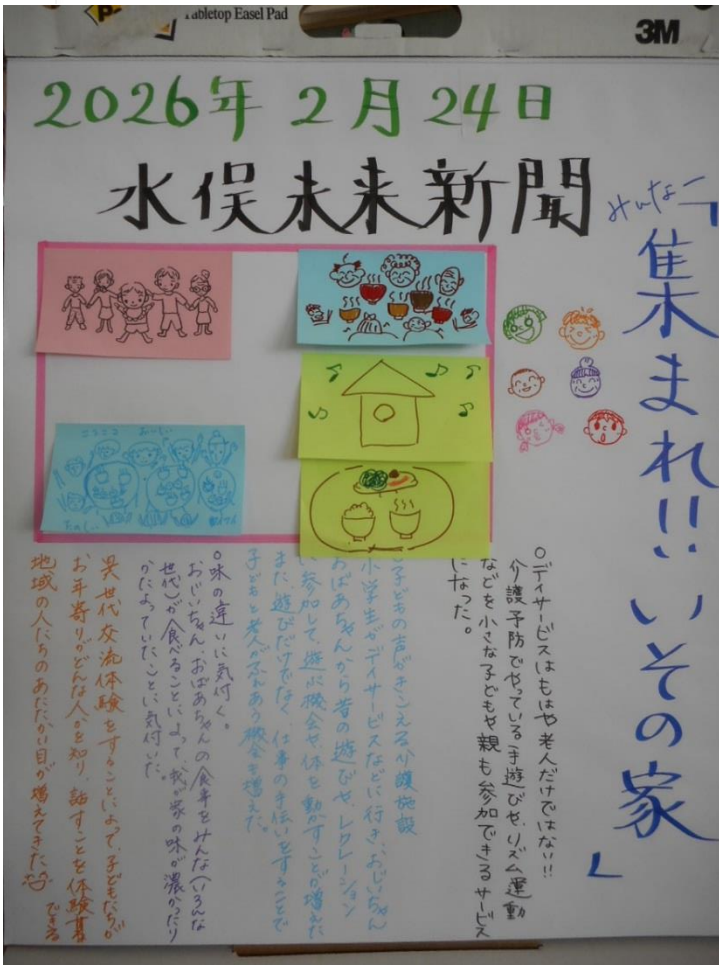 Tabletop Easel Pad
3M
2026年 2月 24日
水俣未来新聞
みんなー
「集まれ!!いその家」
ニコニコ おいしい
たのしい
○デイサービスはもはや老人だけではない!!
介護予防でやっている手遊びや、リズム運動
などを小さな子どもや親も参加できるサービス
になった。
子どもの声がきこえる介護施設
小学生がデイサービスなどに行き、おじいちゃん
おばあちゃんから昔の遊びや、レクレーション
に参加して、遊ぶ機会や、体を動かすことが増えた
また、遊びだけでなく、仕事の手伝いをすることで
子どもと老人がふれあう機会も増えた。
○味の違いに気付く。
おじいちゃん、おばあちゃんの食事をみんな(いろんな
世代)が食べることによって、我が家の味が濃かったり
かたよっていたことに気付いた。
異世代交流体験をすることによって、子どもたちが
お年寄りがどんな人かを知り、話すことを体験できる
地域の人たちのあたたかい目が増えてきた